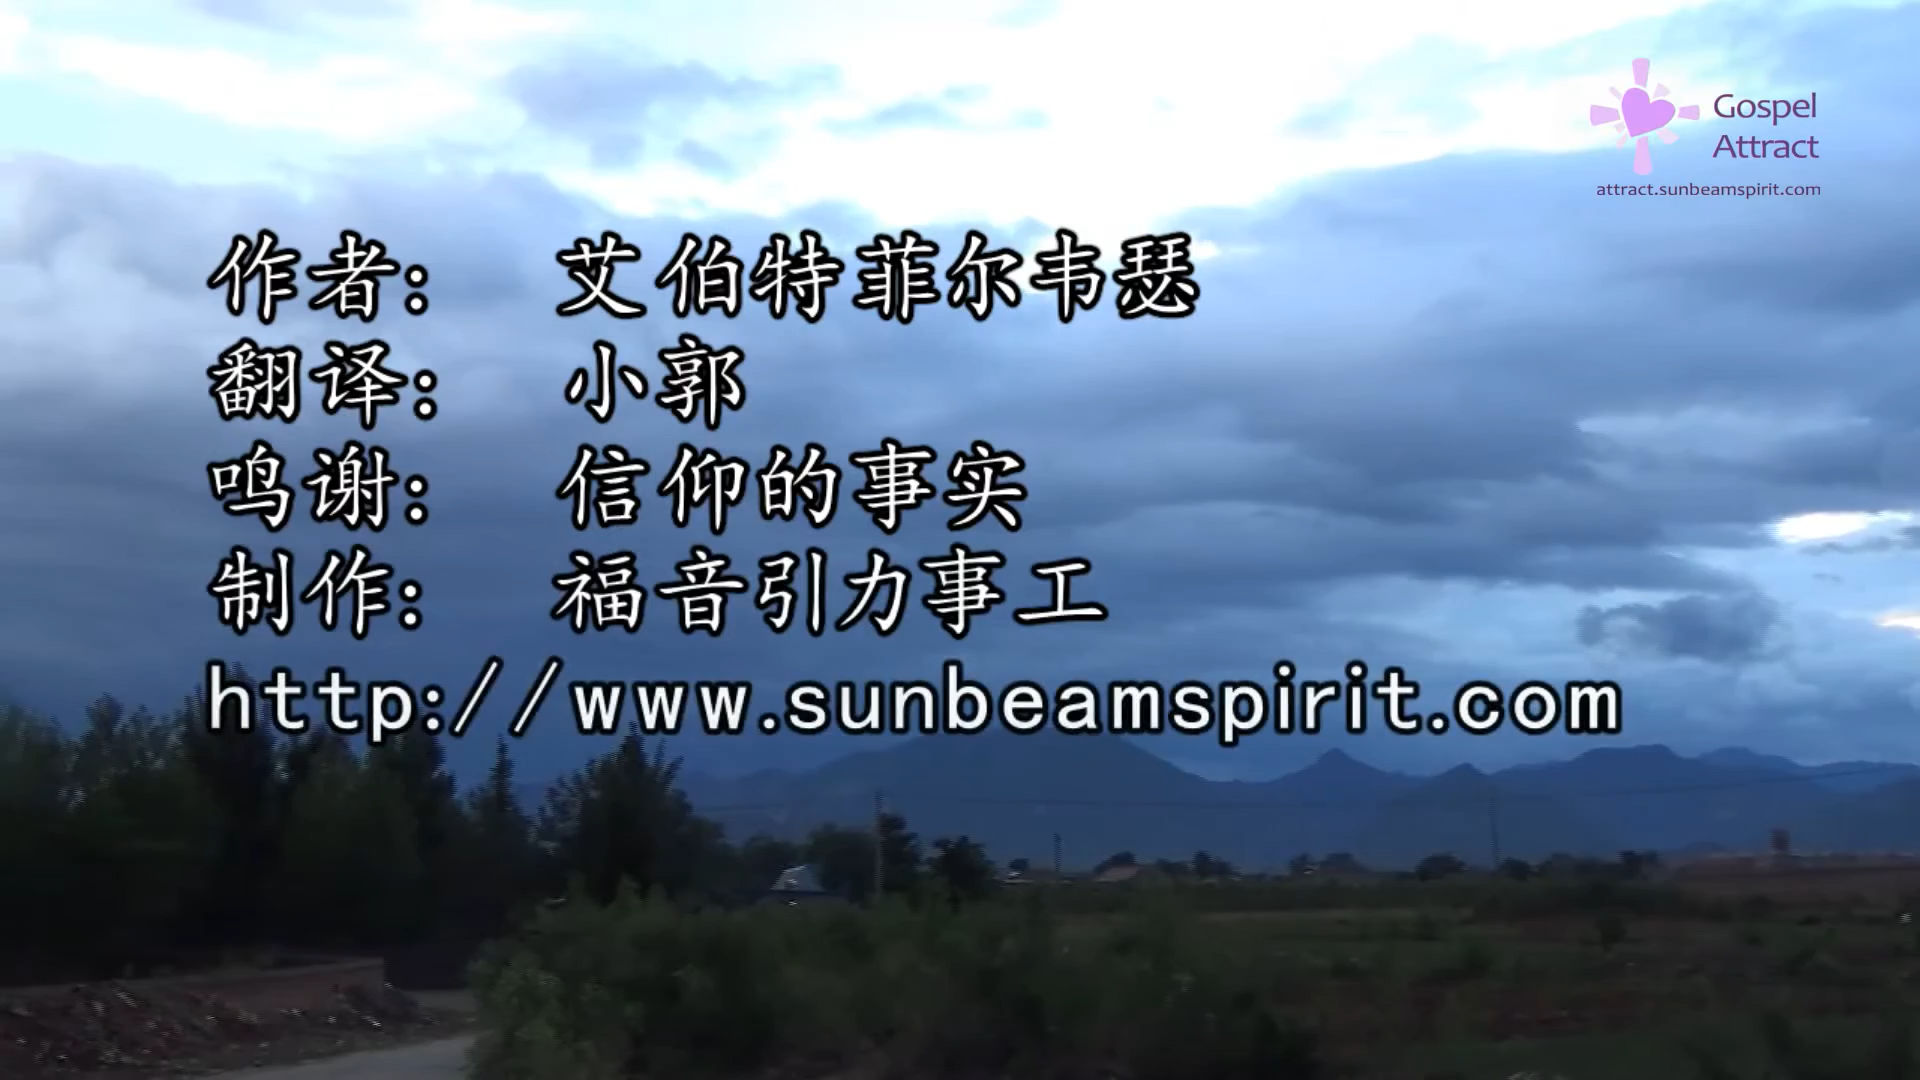 Gospel
Attract
attract.sunbeamspirit.com
作者: 艾伯特菲尔韦瑟
翻译: 小郭
鸣谢: 信仰的事实
制作: 福音引力事工
http://www.sunbeamspirit.com